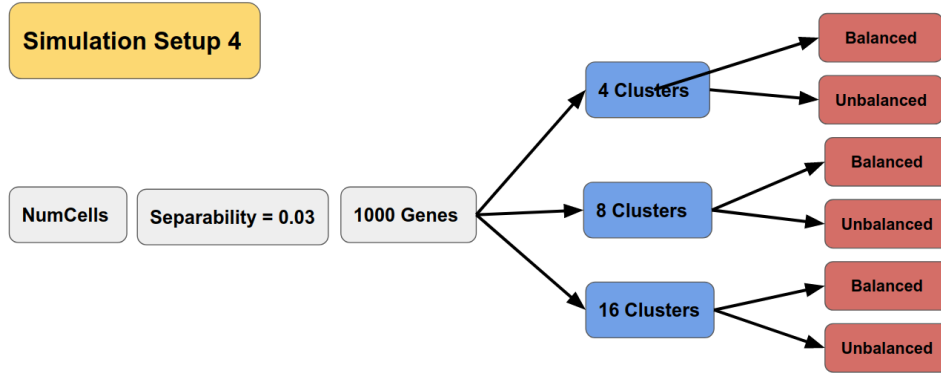 Simulation Setup 4
NumCells
Separability = 0.03
1000 Genes
4 Clusters
Balanced
Unbalanced
8 Clusters
Balanced
Unbalanced
16 Clusters
Balanced
Unbalanced